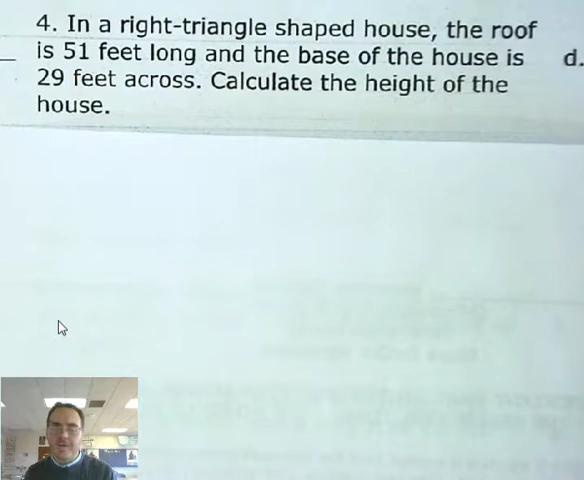 4. In a right-triangle shaped house, the roof
is 51 feet long and the base of the house is
29 feet across. Calculate the height of the
house.
d.